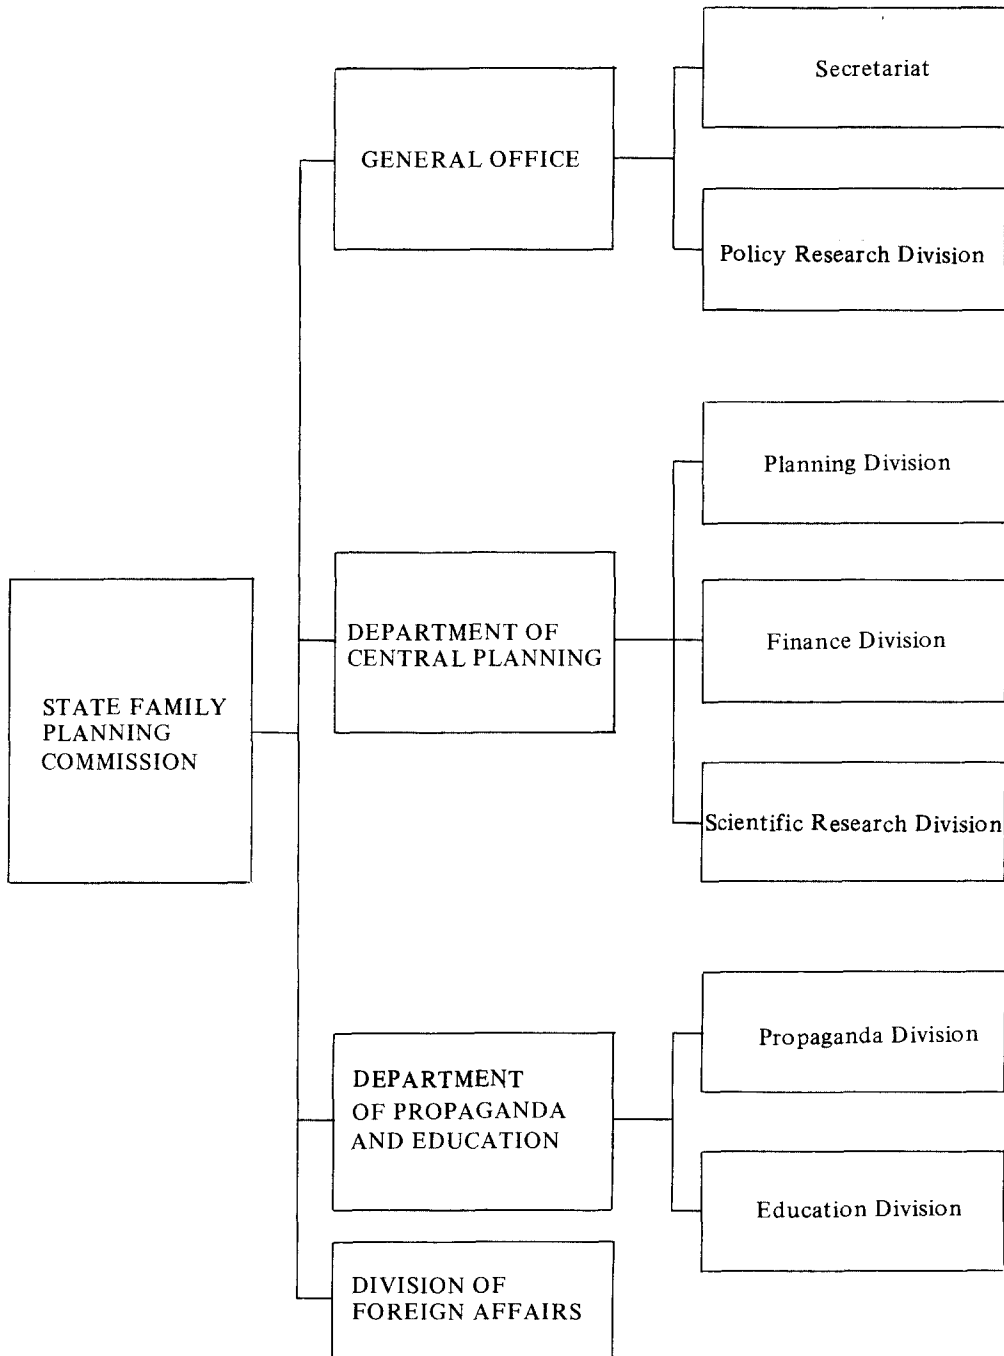 Secretariat
GENERAL OFFICE
Policy Research Division
Planning Division
DEPARTMENT OF
CENTRAL PLANNING
Finance Division
STATE FAMILY
PLANNING
COMMISSION
Scientific Research Division
Propaganda Division
DEPARTMENT
OF PROPAGANDA
AND EDUCATION
Education Division
DIVISION OF
FOREIGN AFFAIRS